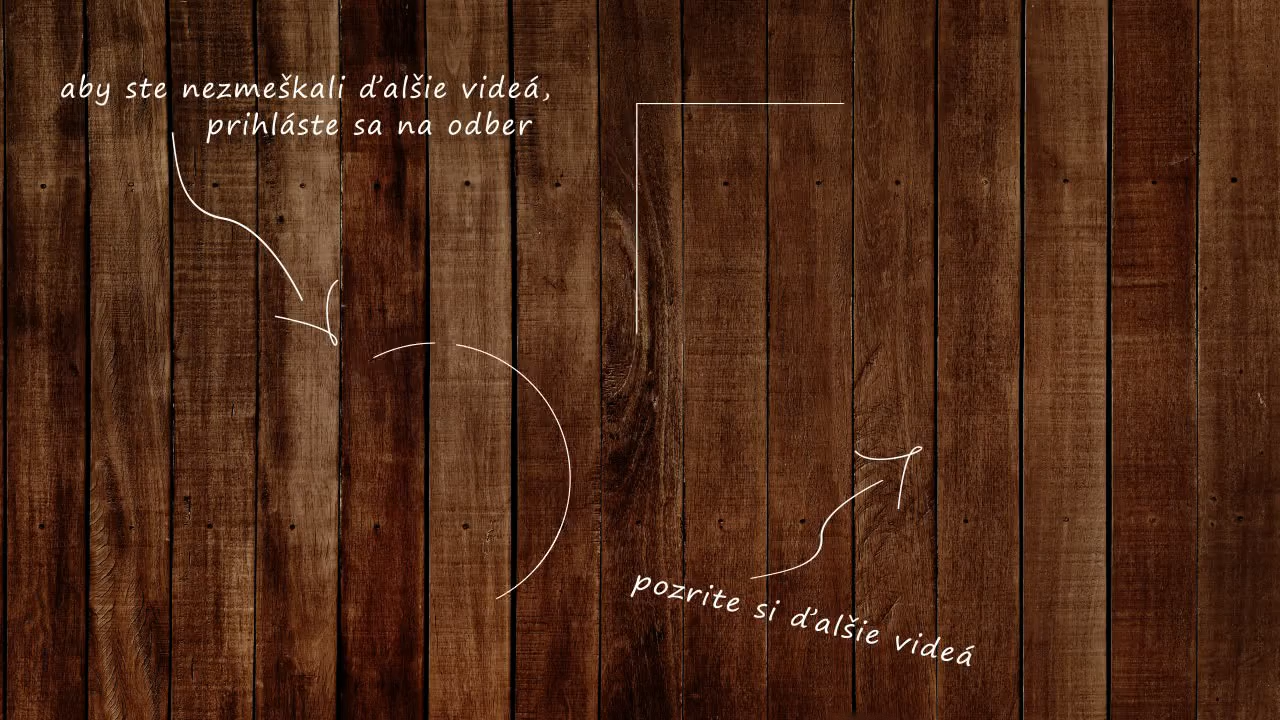 aby ste nezmeškali ďalšie videá,
prihláste sa na odber
pozrite si ďalšie videá